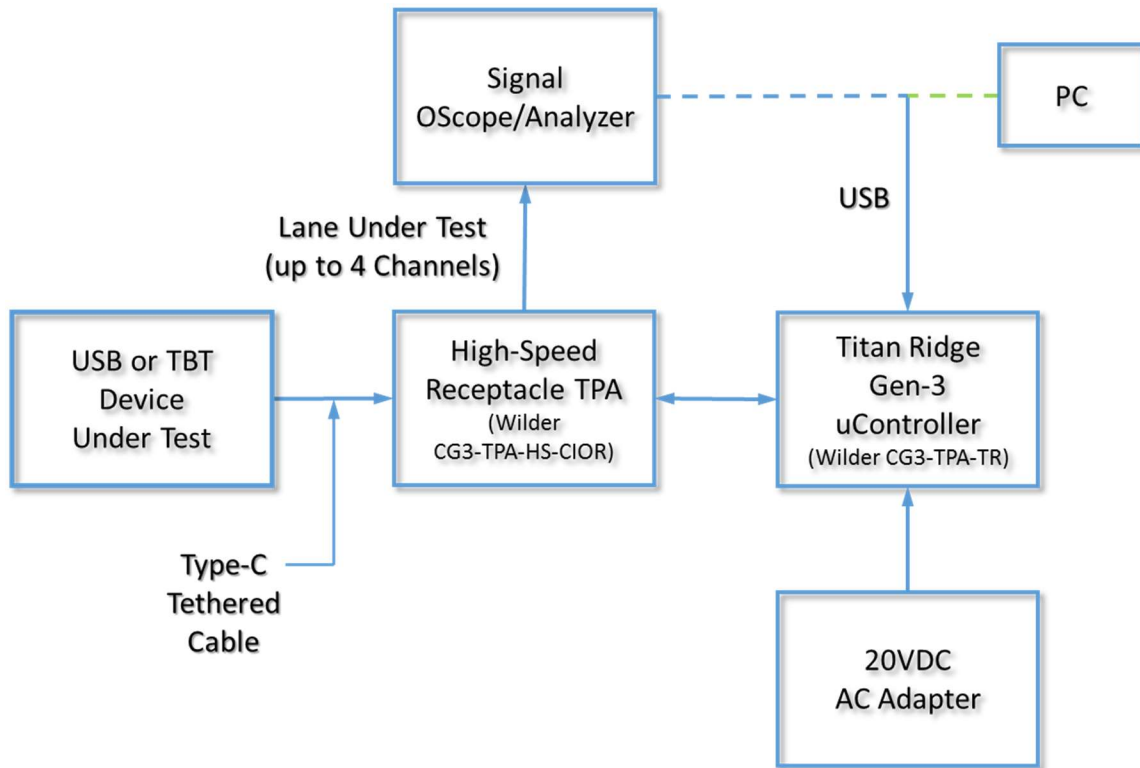 Signal
OScope/Analyzer
PC
USB
Lane Under Test
(up to 4 Channels)
USB or TBT
Device
Under Test
High-Speed
Receptacle TPA
(Wilder
CG3-TPA-HS-CIOR)
Titan Ridge
Gen-3
uController
(Wilder CG3-TPA-TR)
Type-C
Tethered
Cable
20VDC
AC Adapter